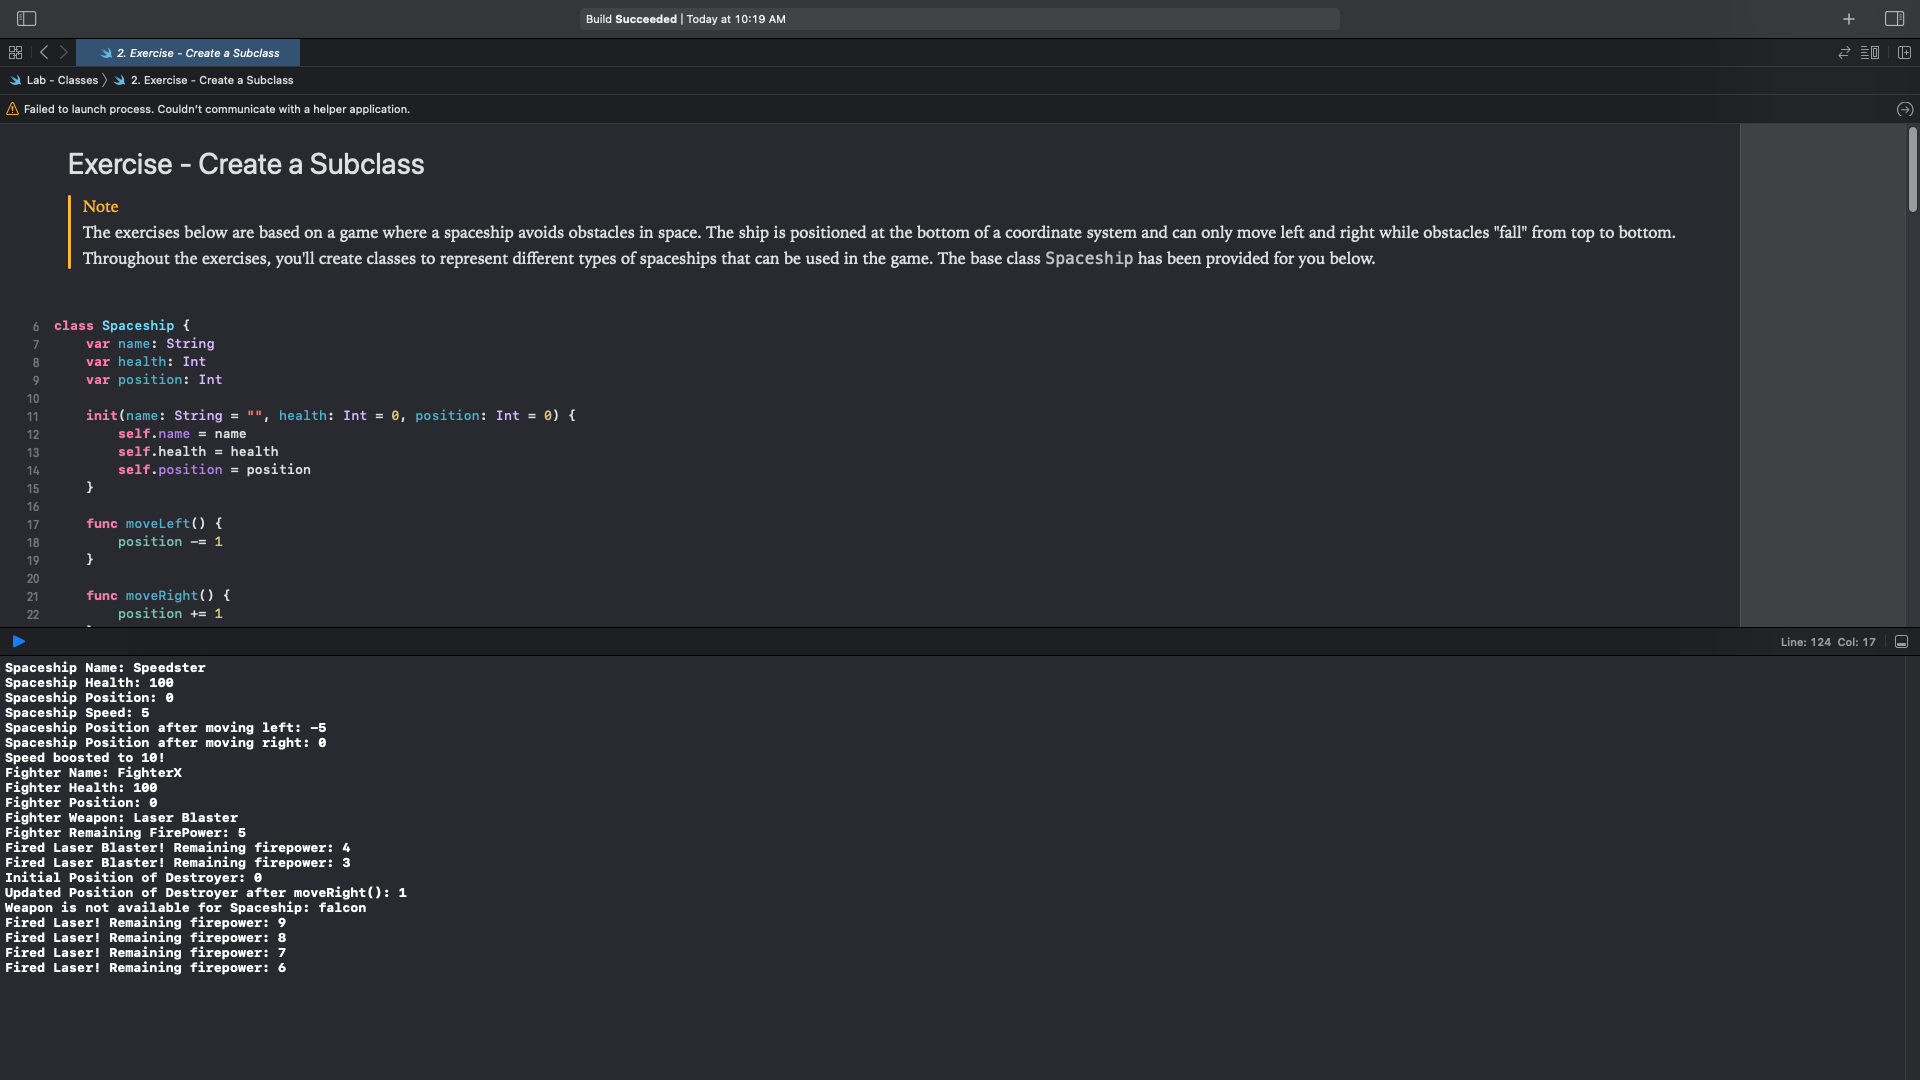 Build Succeeded | Today at 10:19 AM
2. Exercise - Create a Subclass
Lab - Classes 〉 2. Exercise - Create a Subclass
Failed to launch process. Couldn't communicate with a helper application.
Exercise - Create a Subclass
Note
The exercises below are based on a game where a spaceship avoids obstacles in space. The ship is positioned at the bottom of a coordinate system and can only move left and right while obstacles "fall" from top to bottom.
Throughout the exercises, you'll create classes to represent different types of spaceships that can be used in the game. The base class Spaceship has been provided for you below.
6 class Spaceship {
7     var name: String
8     var health: Int
9     var position: Int
10
11     init(name: String = "", health: Int = 0, position: Int = 0) {
12         self.name = name
13         self.health = health
14         self.position = position
15     }
16
17     func moveLeft() {
18         position -= 1
19     }
20
21     func moveRight() {
22         position += 1
Line: 124 Col: 17
Spaceship Name: Speedster
Spaceship Health: 100
Spaceship Position: 0
Spaceship Speed: 5
Spaceship Position after moving left: -5
Spaceship Position after moving right: 0
Speed boosted to 10!
Fighter Name: FighterX
Fighter Health: 100
Fighter Position: 0
Fighter Weapon: Laser Blaster
Fighter Remaining FirePower: 5
Fired Laser Blaster! Remaining firepower: 4
Fired Laser Blaster! Remaining firepower: 3
Initial Position of Destroyer: 0
Updated Position of Destroyer after moveRight(): 1
Weapon is not available for Spaceship: falcon
Fired Laser! Remaining firepower: 9
Fired Laser! Remaining firepower: 8
Fired Laser! Remaining firepower: 7
Fired Laser! Remaining firepower: 6